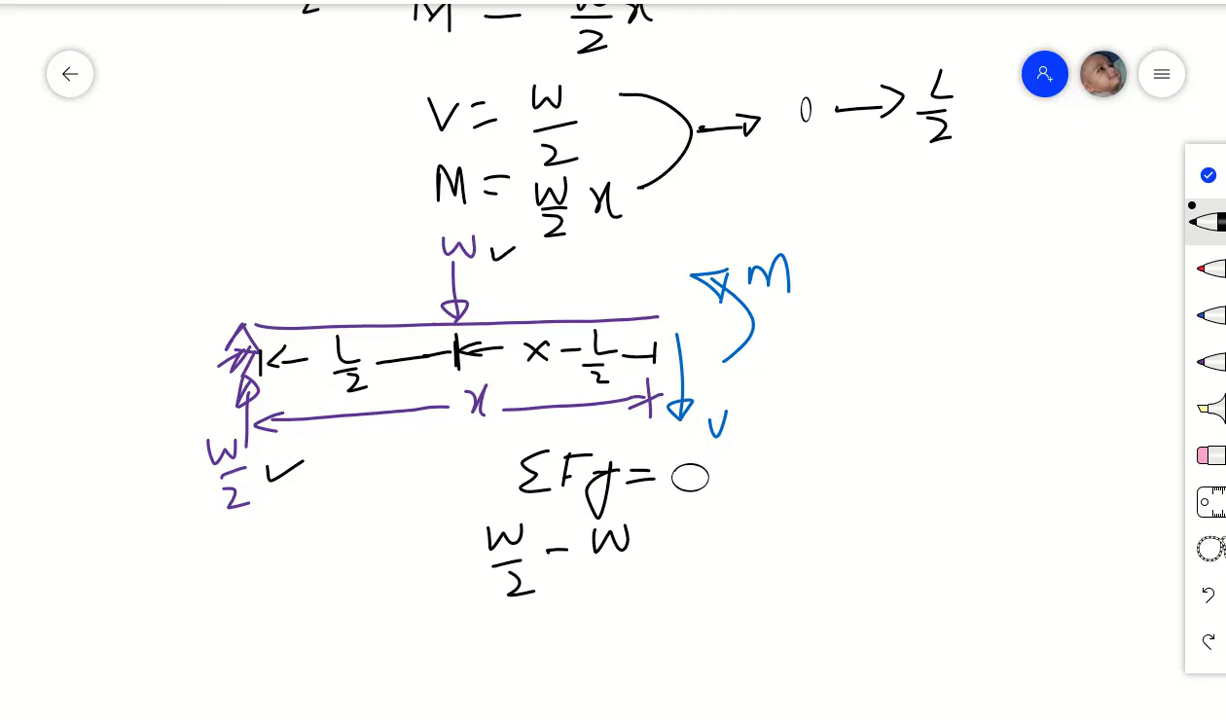 M = W/2 x
V = W/2
0 → L/2
M = W/2 x
W ✓
M
L/2
x - L/2
x
V
W/2 ✓
ΣFy = 0
W/2 - W